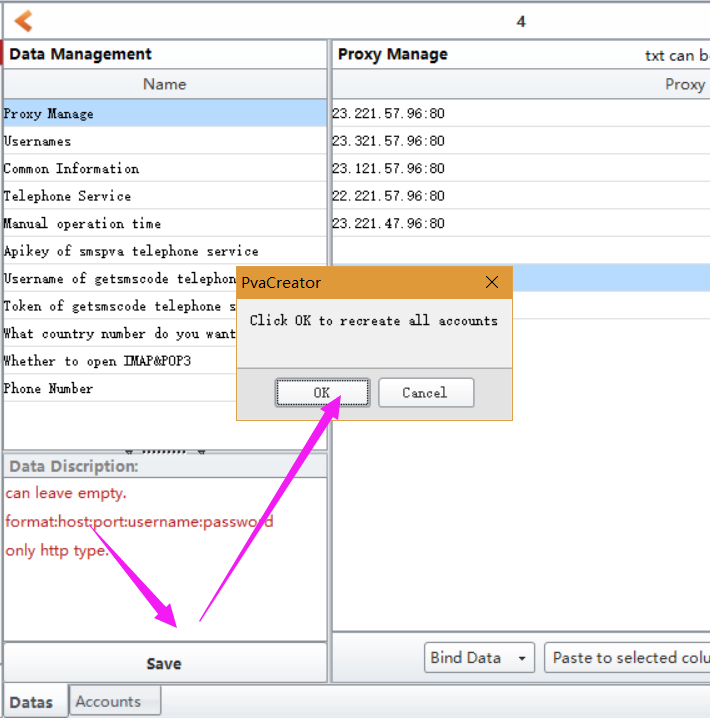 4
Data Management
Name
Proxy Manage
Usernames
Common Information
Telephone Service
Manual operation time
Apikey of smspva telephone service
Username of getsmscode telephon
Token of getsmscode telephone s
What country number do you want
Whether to open IMAP&POP3
Phone Number
Data Discription:
can leave empty.
format:host:port:username:password
only http type.
Save
Datas
Accounts
Proxy Manage
txt can b
Proxy
23.221.57.96:80
23.321.57.96:80
23.121.57.96:80
22.221.57.96:80
23.221.47.96:80
Bind Data
Paste to selected colu
PvaCreator
Click OK to recreate all accounts
OK
Cancel